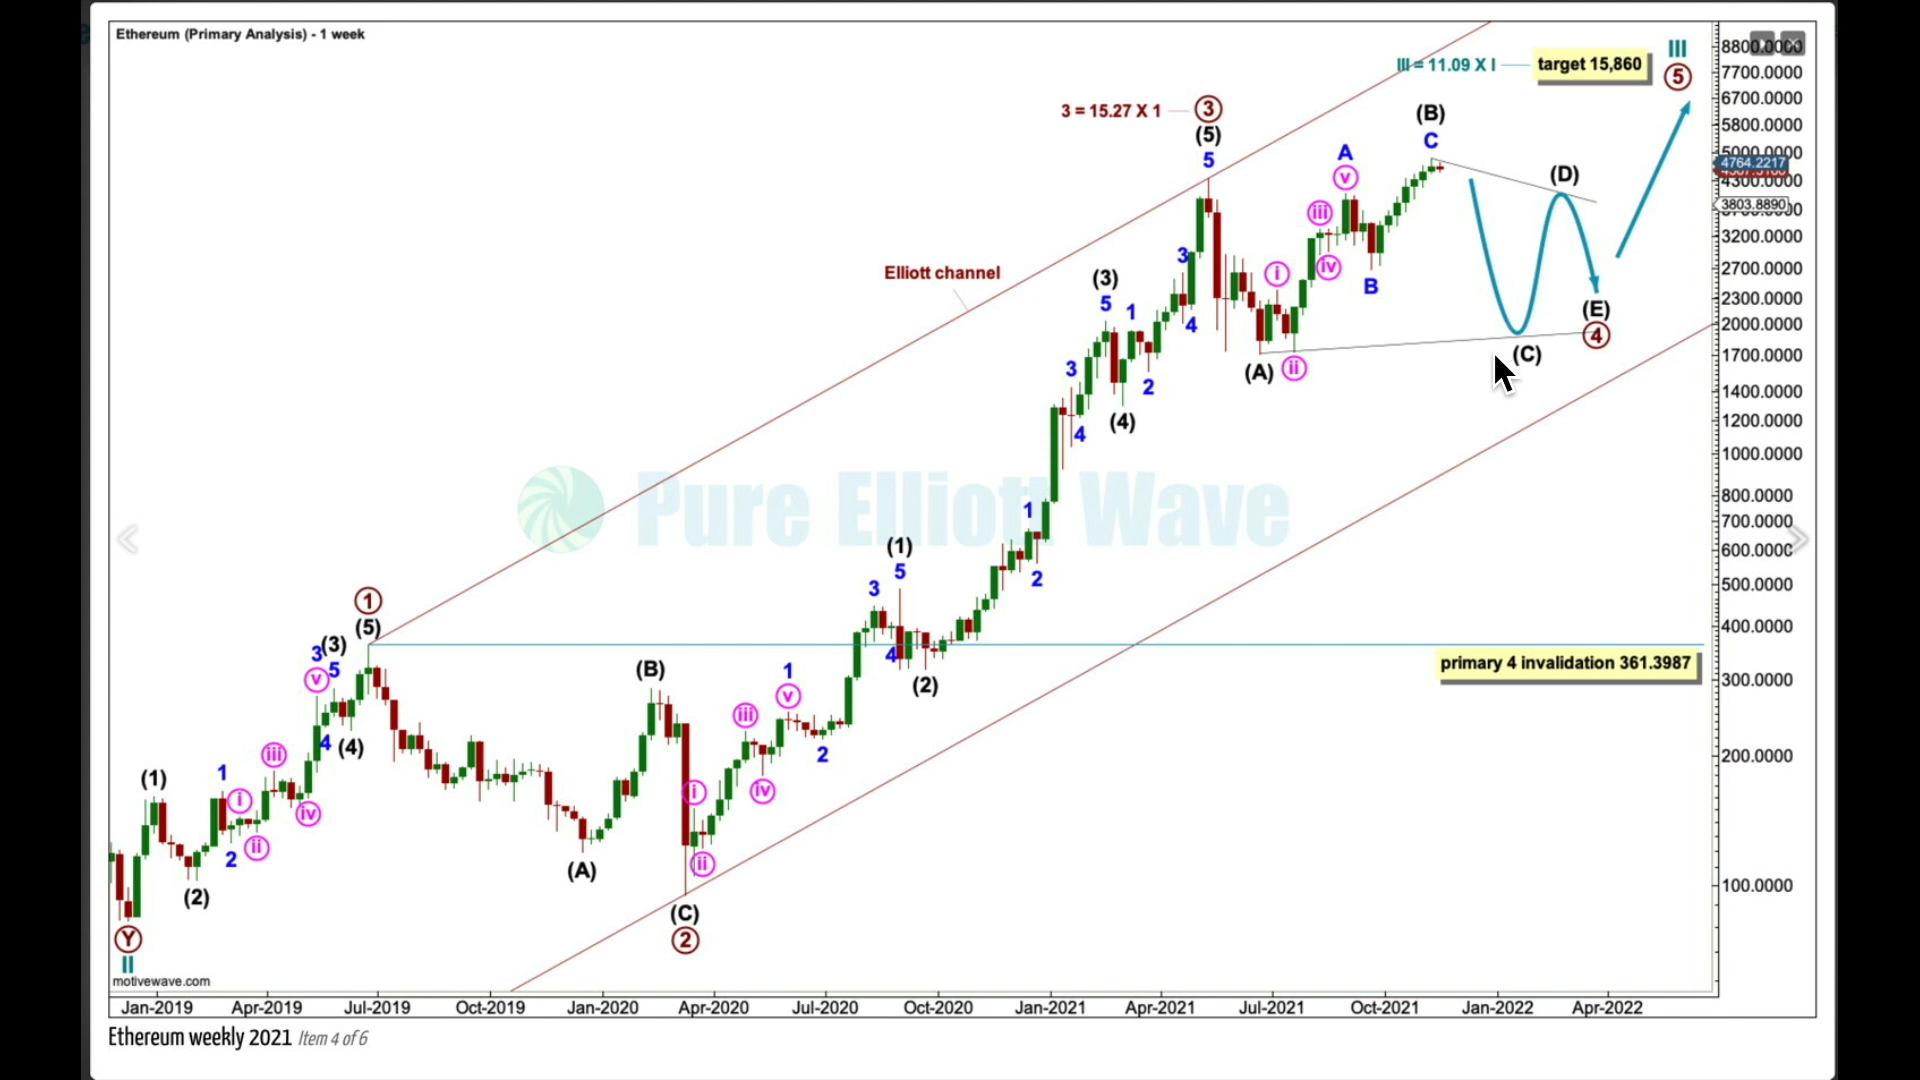 Ethereum (Primary Analysis) - 1 week
III = 11.09 X I
target 15,860
III
5
3 = 15.27 X 1
3
(5)
5
(B)
C
A
v
(D)
iii
iv
i
B
3
4
(3)
5
1
Elliott channel
(E)
4
(C)
(A)
ii
3
2
4
(4)
1
2
Pure Elliott Wave
(1)
5
3
4
(2)
primary 4 invalidation 361.3987
1
(5)
3
(3)
v
5
4
(4)
iii
iv
(B)
1
v
iii
iv
2
i
ii
(1)
1
i
2
ii
(2)
(A)
(C)
2
Y
II
motivewave.com
8800.0000
7700.0000
6700.0000
5800.0000
5000.0000
4764.2217
4300.0000
3803.8890
3200.0000
2700.0000
2300.0000
2000.0000
1700.0000
1400.0000
1200.0000
1000.0000
800.0000
700.0000
600.0000
500.0000
400.0000
300.0000
200.0000
100.0000
Jan-2019 Apr-2019 Jul-2019 Oct-2019 Jan-2020 Apr-2020 Jul-2020 Oct-2020 Jan-2021 Apr-2021 Jul-2021 Oct-2021 Jan-2022 Apr-2022
Ethereum weekly 2021 Item 4 of 6